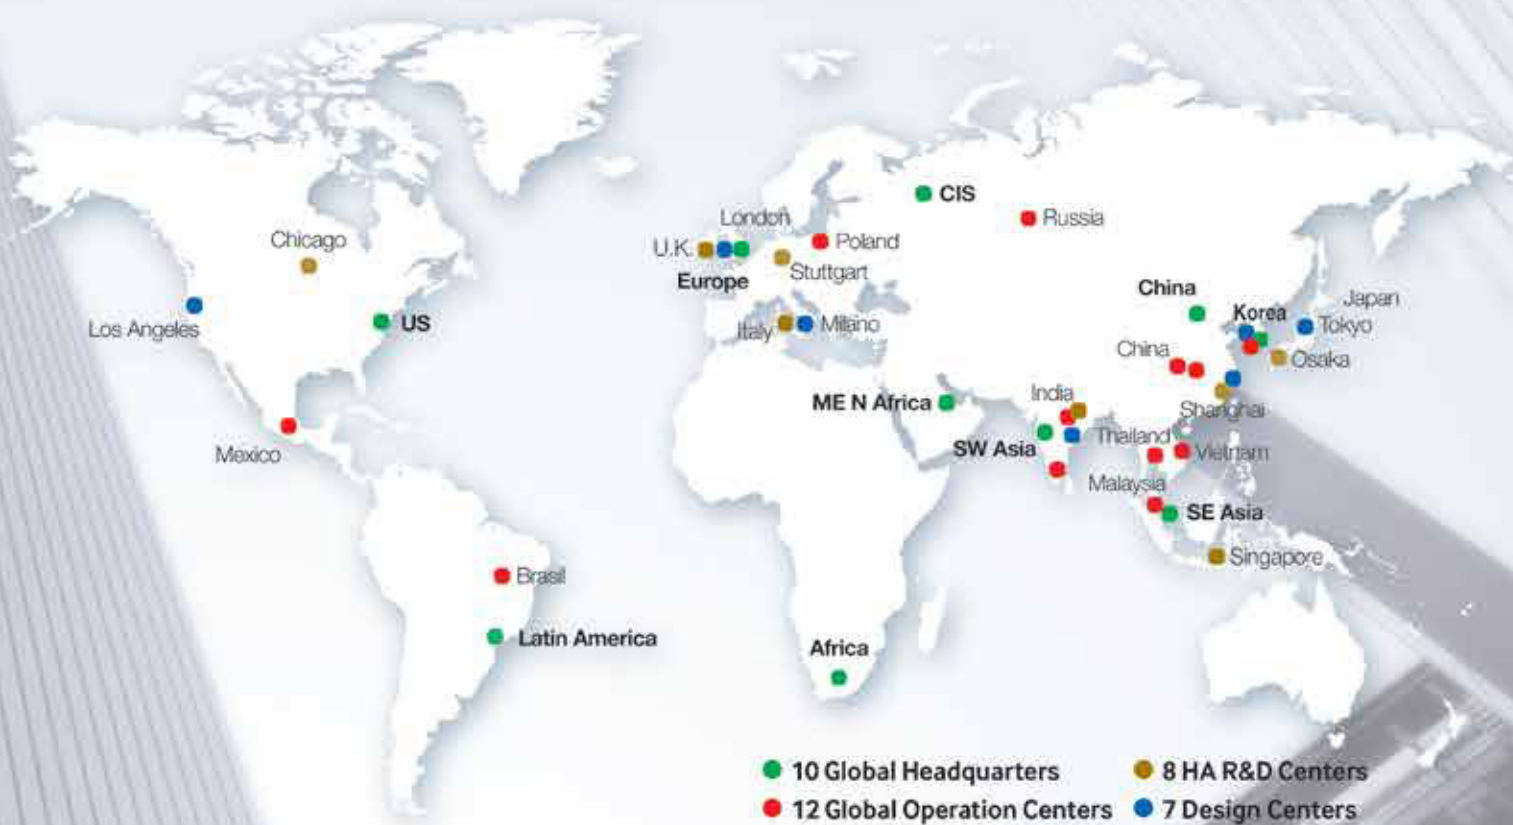 London
CIS
Russia
Chicago
U.K.
Poland
Europe
Stuttgart
China
Japan
Korea
Los Angeles
US
Italy
Milano
Tokyo
China
Osaka
India
ME N Africa
Shanghai
Mexico
SW Asia
Thailand
Vietnam
Malaysia
SE Asia
Singapore
Brasil
Latin America
Africa
10 Global Headquarters
8 HA R&D Centers
12 Global Operation Centers
7 Design Centers